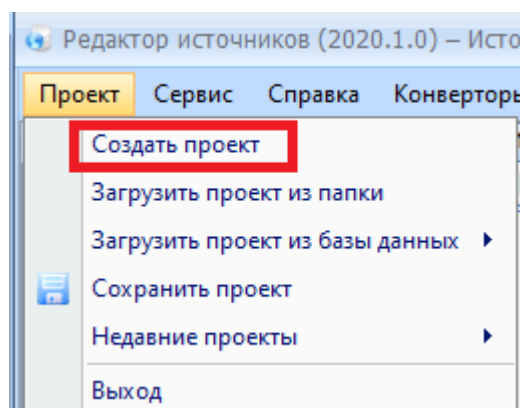 Редактор источников (2020.1.0) – Исто
Проект Сервис Справка Конверторы
Создать проект
Загрузить проект из папки
Загрузить проект из базы данных
Сохранить проект
Недавние проекты
Выход